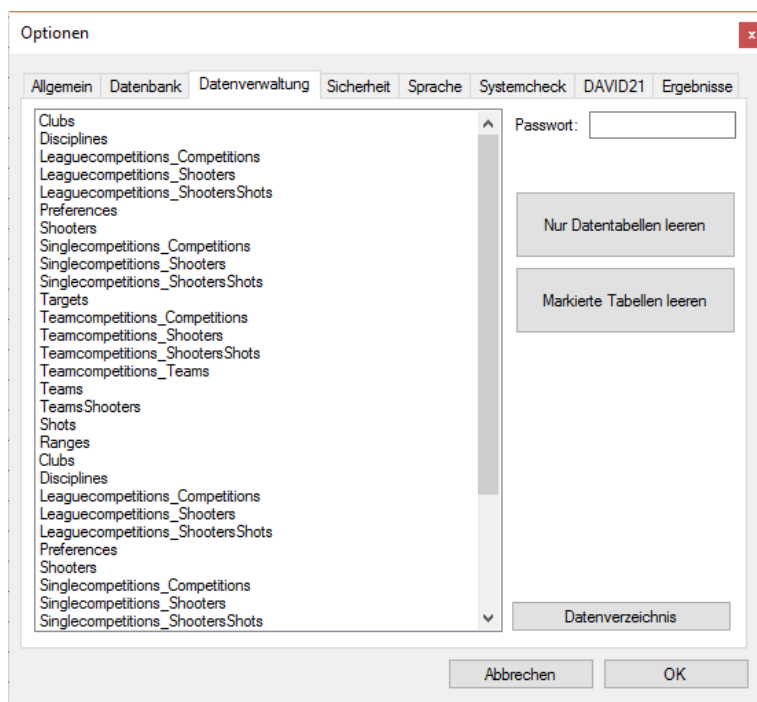 Optionen
x
Allgemein Datenbank Datenverwaltung Sicherheit Sprache Systemcheck DAVID21 Ergebnisse
Clubs
Disciplines
Leaguecompetitions_Competitions
Leaguecompetitions_Shooters
Leaguecompetitions_ShootersShots
Preferences
Shooters
Singlecompetitions_Competitions
Singlecompetitions_Shooters
Singlecompetitions_ShootersShots
Targets
Teamcompetitions_Competitions
Teamcompetitions_Shooters
Teamcompetitions_ShootersShots
Teamcompetitions_Teams
Teams
TeamsShooters
Shots
Ranges
Clubs
Disciplines
Leaguecompetitions_Competitions
Leaguecompetitions_Shooters
Leaguecompetitions_ShootersShots
Preferences
Shooters
Singlecompetitions_Competitions
Singlecompetitions_Shooters
Singlecompetitions_ShootersShots
Passwort:
Nur Datentabellen leeren
Markierte Tabellen leeren
Datenverzeichnis
Abbrechen OK